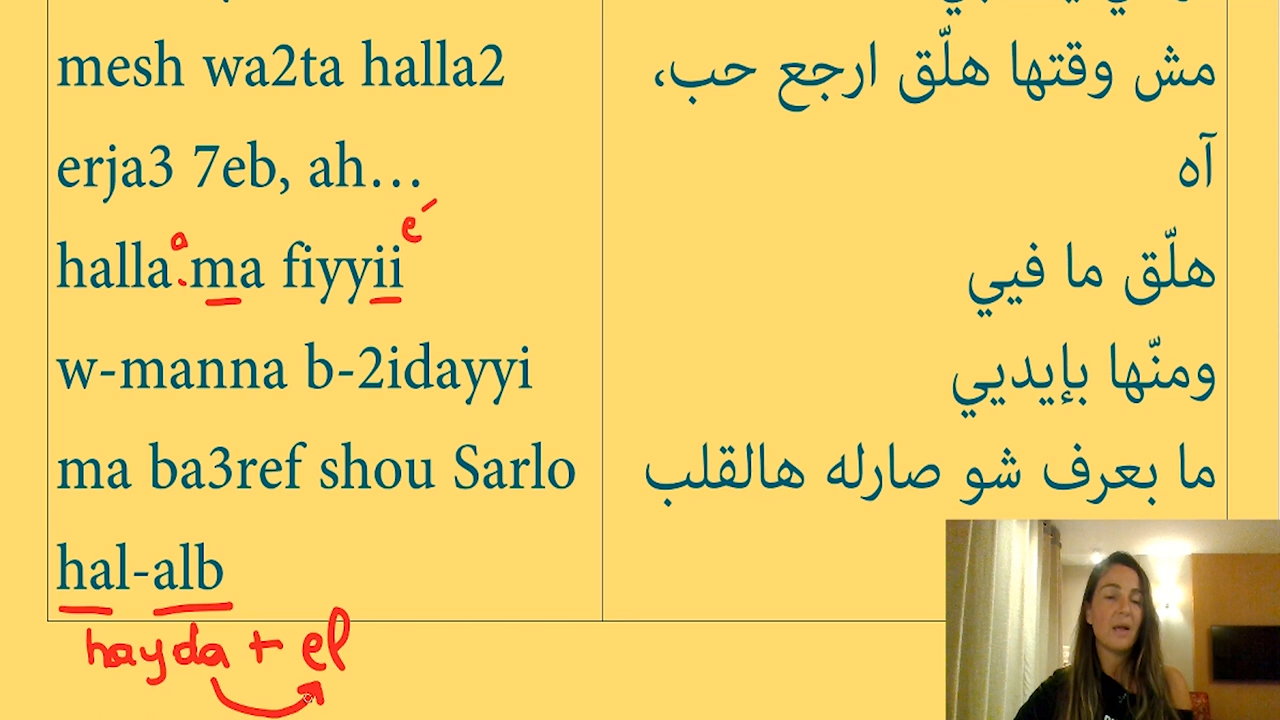 mesh wa2ta halla2
مش وقتها هلّق ارجع حب،
erja3 7eb, ah…
آه
halla ma fiyyii
هلّق ما فيي
w-manna b-2idayyi
ومنّها بإيديي
ma ba3ref shou Sarlo
ما بعرف شو صارله هالقلب
hal-alb
hayda + el